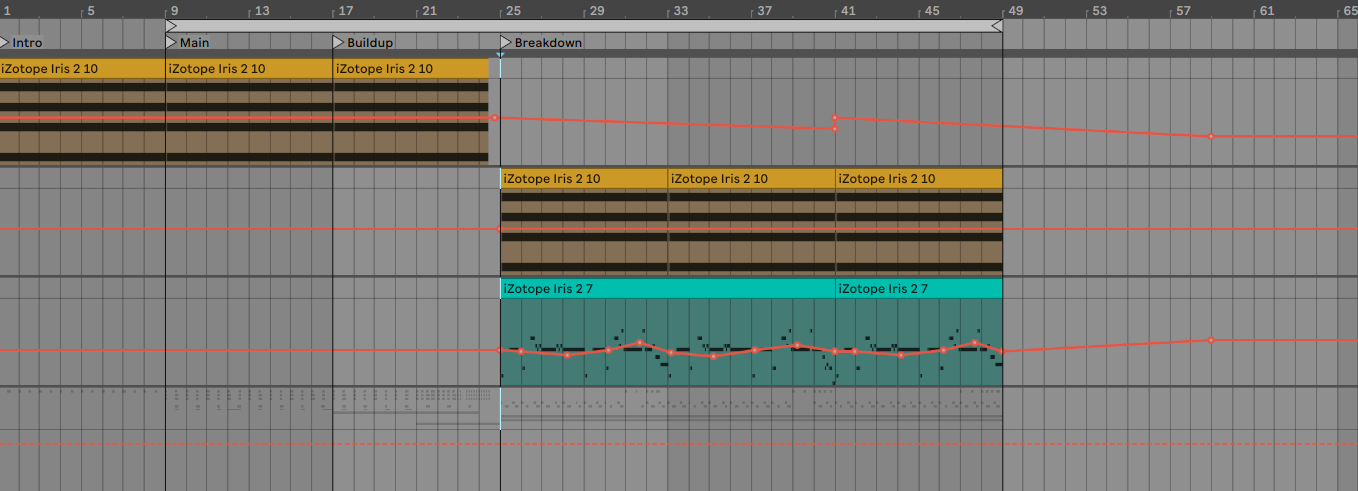 1 5 9 13 17 21 25 29 33 37 41 45 49 53 57 61 65
Intro Main Buildup Breakdown
iZotope Iris 2 10 iZotope Iris 2 10 iZotope Iris 2 10
iZotope Iris 2 10 iZotope Iris 2 10 iZotope Iris 2 10
iZotope Iris 2 7 iZotope Iris 2 7